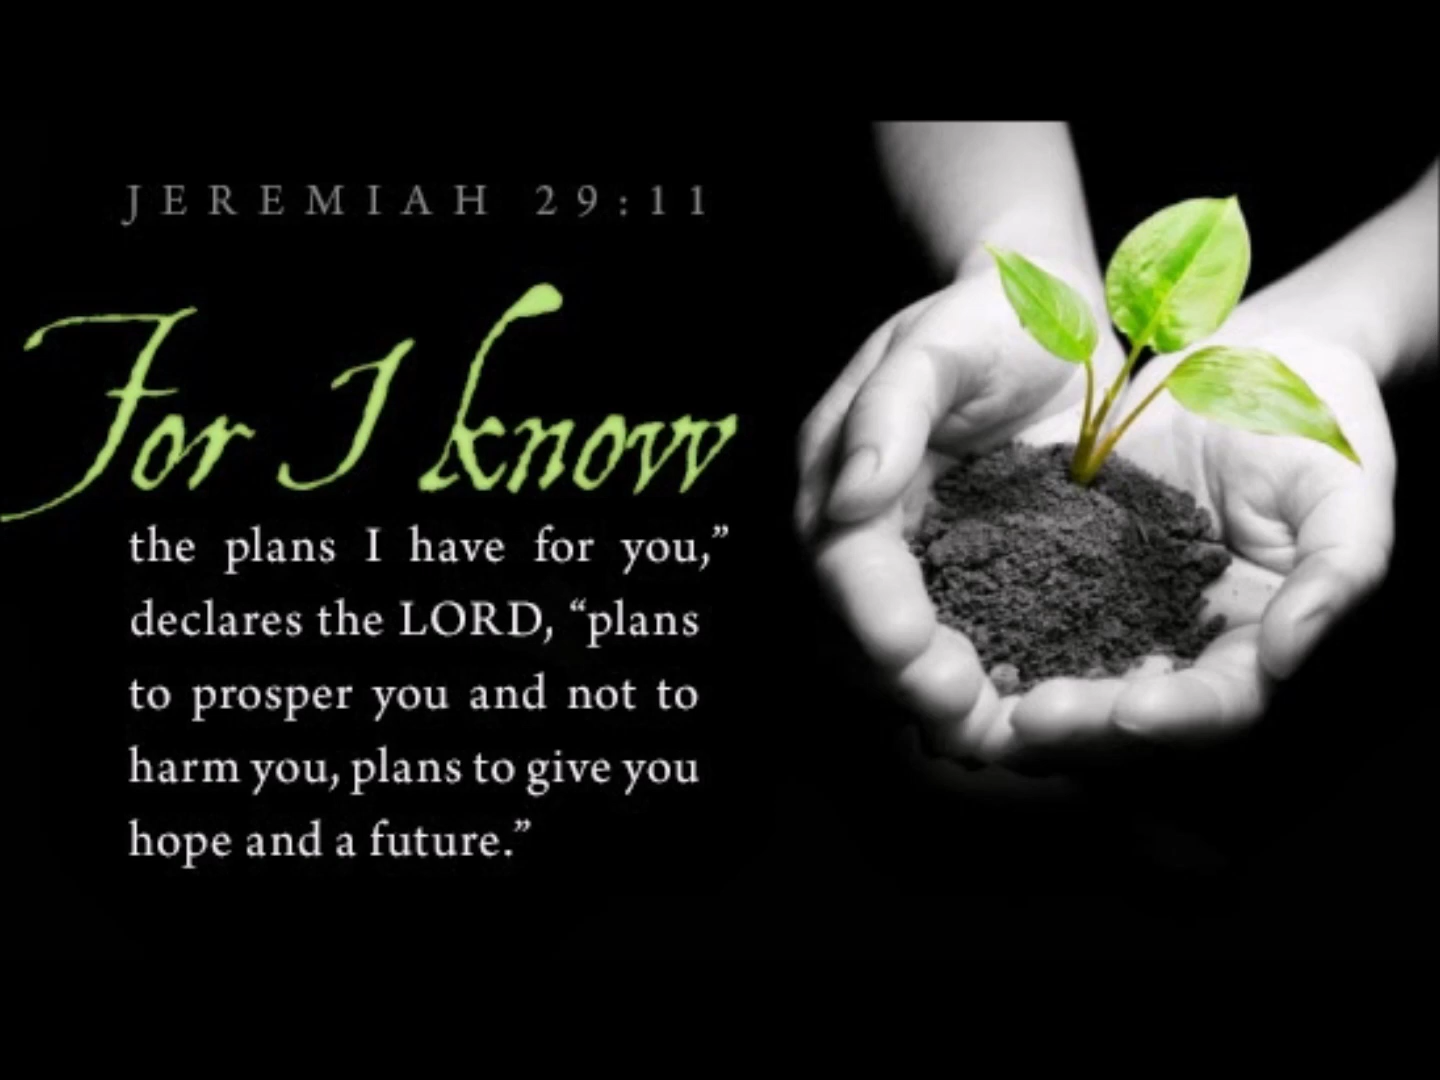 JEREMIAH 29:11
For I know
the plans I have for you,”
declares the LORD, “plans
to prosper you and not to
harm you, plans to give you
hope and a future.”